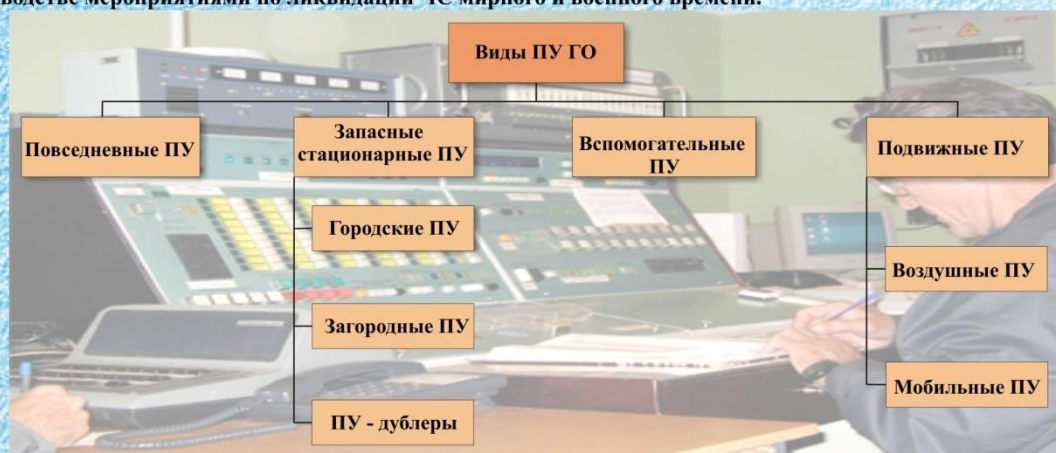 мероприятиями по ликвидации ЧС мирного и военного времени.
Виды ПУ ГО
Повседневные ПУ
Запасные
стационарные ПУ
Вспомогательные
ПУ
Подвижные ПУ
Городские ПУ
Воздушные ПУ
Загородные ПУ
Мобильные ПУ
ПУ - дублеры